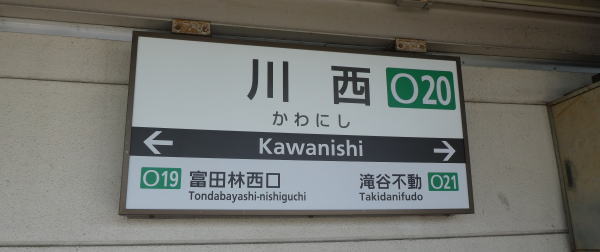 川西 O20
かわにし
← Kawanishi →
O19 富田林西口 滝谷不動 O21
Tondabayashi-nishiguchi Takidanifudo